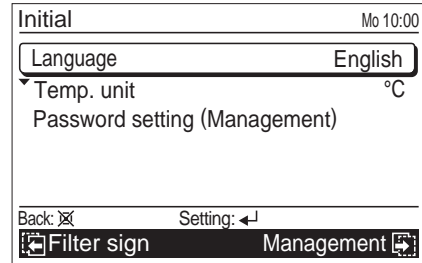 Initial Mo 10:00
Language English
Temp. unit °C
Password setting (Management)
Back: Setting:
Filter sign Management